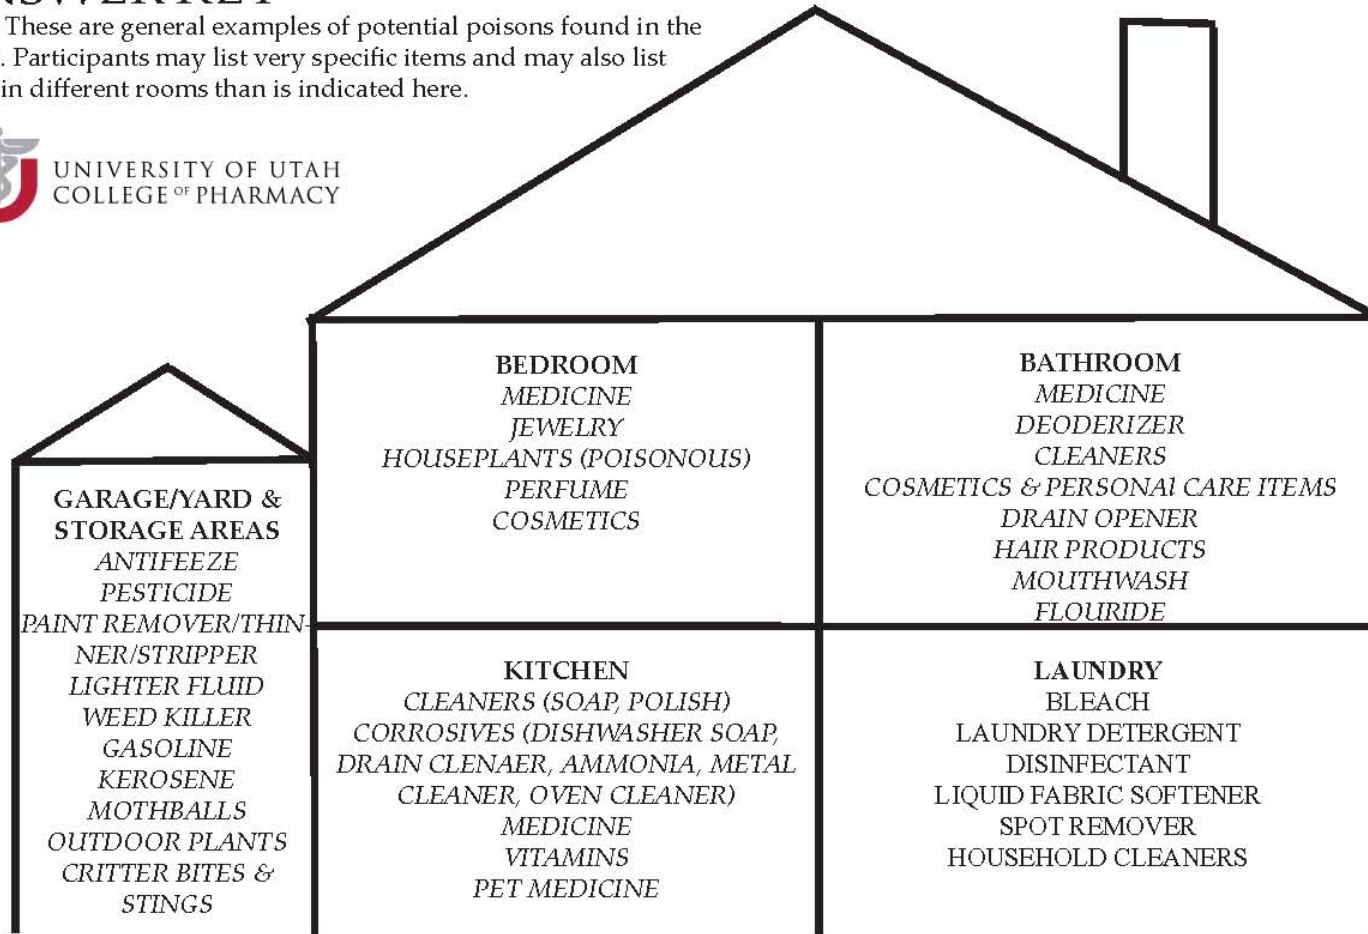 NSWER KEY
These are general examples of potential poisons found in the
. Participants may list very specific items and may also list
in different rooms than is indicated here.
UNIVERSITY OF UTAH
COLLEGE OF PHARMACY
BEDROOM
MEDICINE
JEWELRY
HOUSEPLANTS (POISONOUS)
PERFUME
COSMETICS
BATHROOM
MEDICINE
DEODERIZER
CLEANERS
COSMETICS & PERSONAl CARE ITEMS
DRAIN OPENER
HAIR PRODUCTS
MOUTHWASH
FLOURIDE
GARAGE/YARD &
STORAGE AREAS
ANTIFEEZE
PESTICIDE
PAINT REMOVER/THIN-
NER/STRIPPER
LIGHTER FLUID
WEED KILLER
GASOLINE
KEROSENE
MOTHBALLS
OUTDOOR PLANTS
CRITTER BITES &
STINGS
KITCHEN
CLEANERS (SOAP, POLISH)
CORROSIVES (DISHWASHER SOAP,
DRAIN CLENAER, AMMONIA, METAL
CLEANER, OVEN CLEANER)
MEDICINE
VITAMINS
PET MEDICINE
LAUNDRY
BLEACH
LAUNDRY DETERGENT
DISINFECTANT
LIQUID FABRIC SOFTENER
SPOT REMOVER
HOUSEHOLD CLEANERS